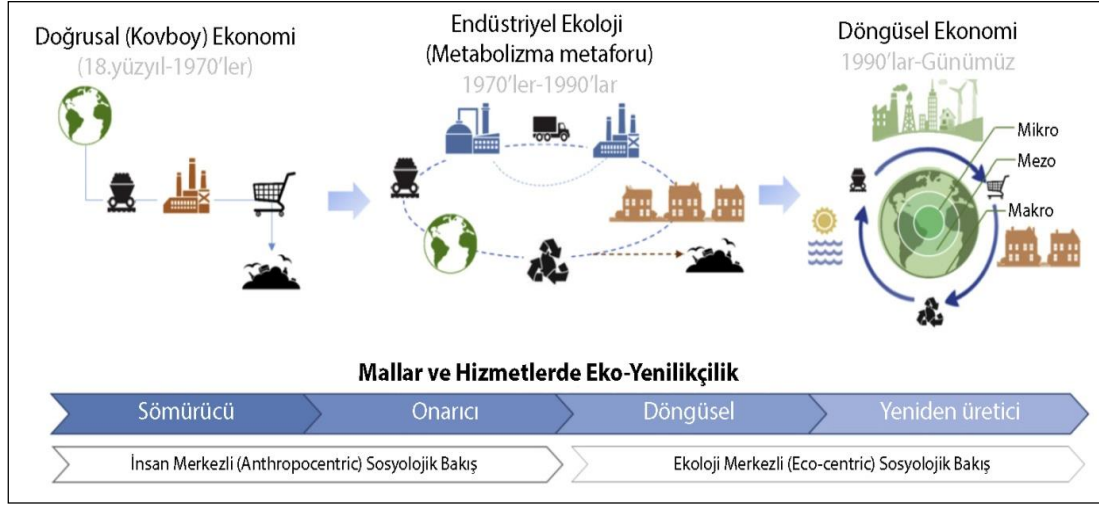 Doğrusal (Kovboy) Ekonomi
(18.yüzyıl-1970'ler)
Endüstriyel Ekoloji
(Metabolizma metaforu)
1970'ler-1990'lar
Döngüsel Ekonomi
1990'lar-Günümüz
Mikro
Mezo
Makro
Mallar ve Hizmetlerde Eko-Yenilikçilik
Sömürücü
Onarıcı
Döngüsel
Yeniden üretici
İnsan Merkezli (Anthropocentric) Sosyolojik Bakış
Ekoloji Merkezli (Eco-centric) Sosyolojik Bakış